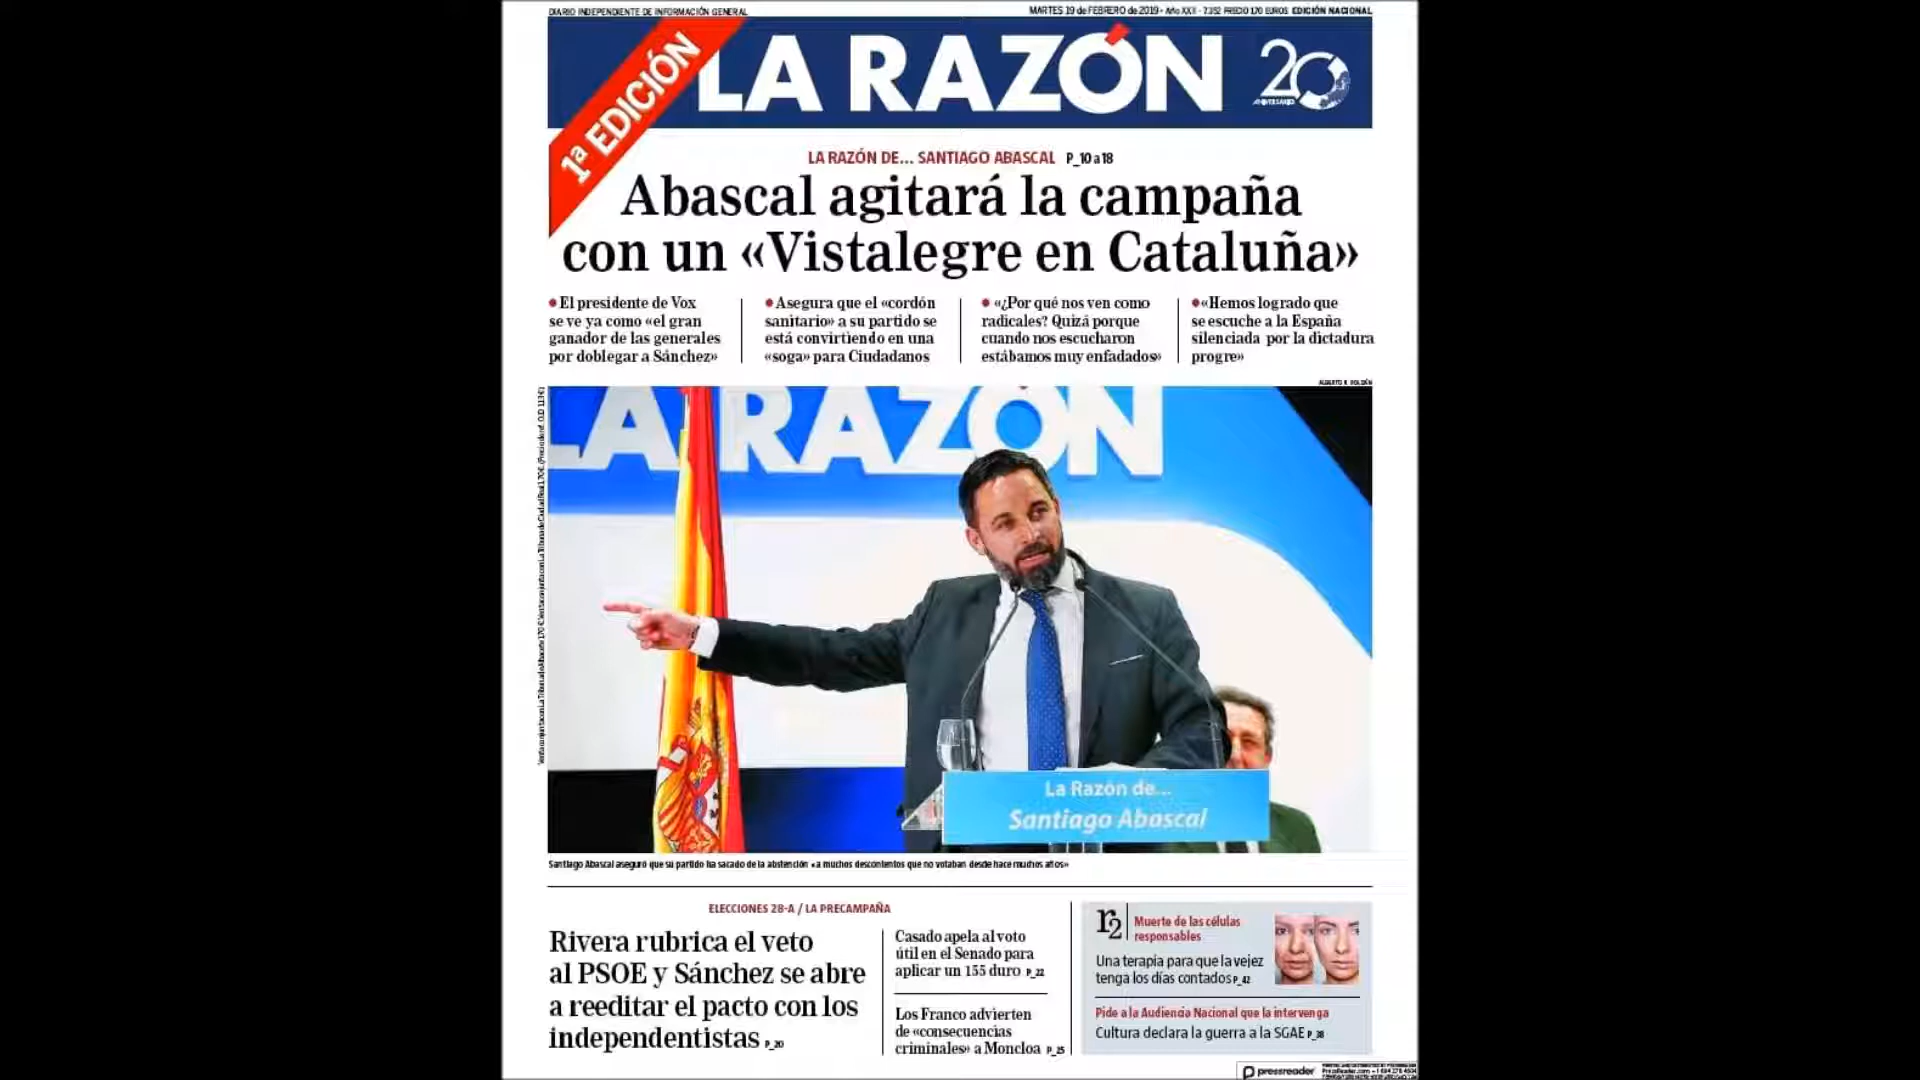 DIARIO INDEPENDIENTE DE INFORMACIÓN GENERAL
MARTES 19 de FEBRERO de 2019 • Año XXI - 7.352 PRECIO 1,70 EUROS EDICIÓN NACIONAL
1ª EDICIÓN
LA RAZÓN
20
ANIVERSARIO
LA RAZÓN DE... SANTIAGO ABASCAL P_10 a 18
Abascal agitará la campaña
con un «Vistalegre en Cataluña»
• El presidente de Vox
se ve ya como «el gran
ganador de las generales
por doblegar a Sánchez»
• Asegura que el «cordón
sanitario» a su partido se
está convirtiendo en una
«soga» para Ciudadanos
• «¿Por qué nos ven como
radicales? Quizá porque
cuando nos escucharon
estábamos muy enfadados»
• «Hemos logrado que
se escuche a la España
silenciada por la dictadura
progre»
LA RAZÓN
La Razón de...
Santiago Abascal
Santiago Abascal aseguró que su partido ha sacado de la abstención «a muchos descontentos que no votaban desde hace muchos años»
ELECCIONES 28-A / LA PRECAMPAÑA
Rivera rubrica el veto
al PSOE y Sánchez se abre
a reeditar el pacto con los
independentistas P_20
Casado apela al voto
útil en el Senado para
aplicar un 155 duro P_22
Los Franco advierten
de «consecuencias
criminales» a Moncloa P_25
r2
Muerte de las células
responsables
Una terapia para que la vejez
tenga los días contados P_42
Pide a la Audiencia Nacional que la intervenga
Cultura declara la guerra a la SGAE P_38
pressreader